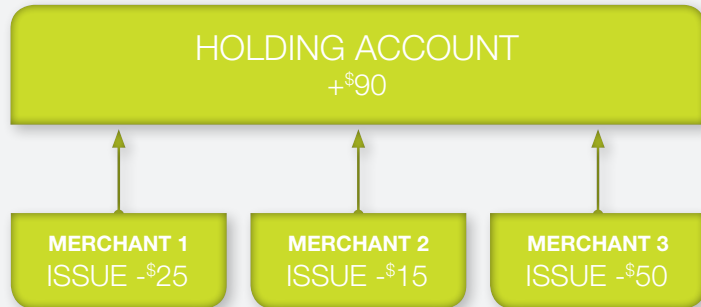 HOLDING ACCOUNT
+$90
MERCHANT 1
ISSUE -$25
MERCHANT 2
ISSUE -$15
MERCHANT 3
ISSUE -$50